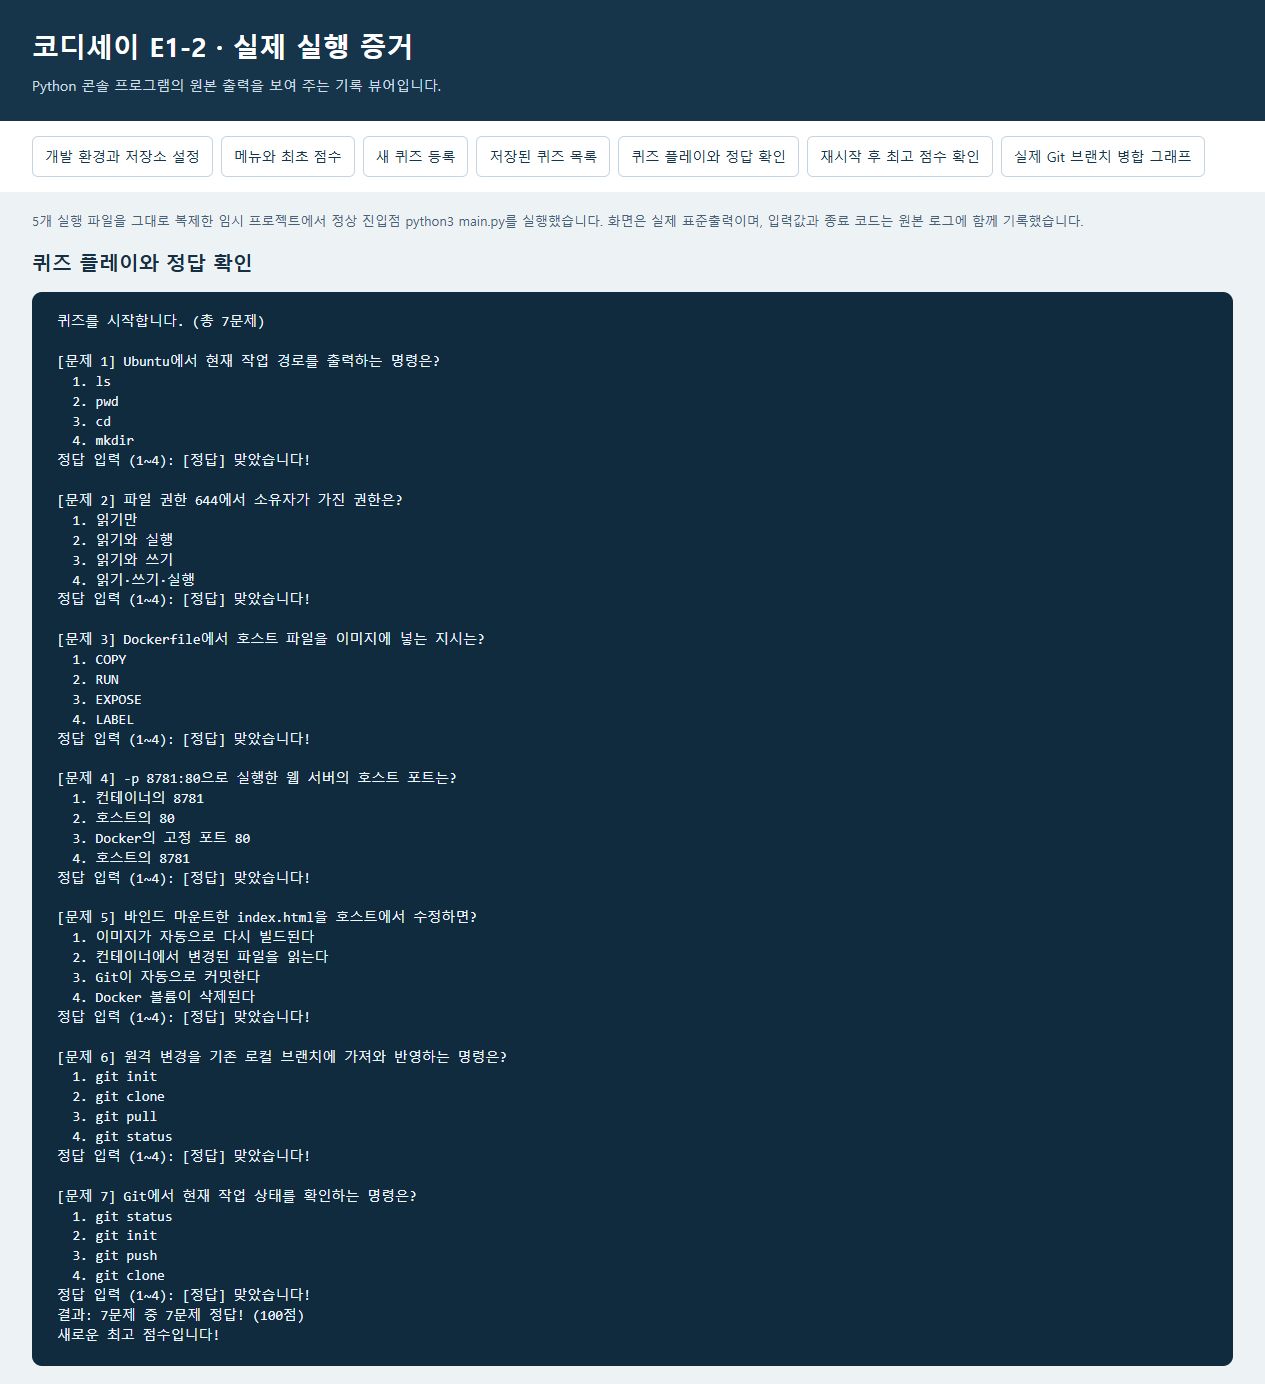 코디세이 E1-2 · 실제 실행 증거
Python 콘솔 프로그램의 원본 출력을 보여 주는 기록 뷰어입니다.
개발 환경과 저장소 설정
메뉴와 최초 점수
새 퀴즈 등록
저장된 퀴즈 목록
퀴즈 플레이와 정답 확인
재시작 후 최고 점수 확인
실제 Git 브랜치 병합 그래프
5개 실행 파일을 그대로 복제한 임시 프로젝트에서 정상 진입점 python3 main.py를 실행했습니다. 화면은 실제 표준출력이며, 입력값과 종료 코드는 원본 로그에 함께 기록했습니다.
퀴즈 플레이와 정답 확인
퀴즈를 시작합니다. (총 7문제)
[문제 1] Ubuntu에서 현재 작업 경로를 출력하는 명령은?
1. ls
2. pwd
3. cd
4. mkdir
정답 입력 (1~4): [정답] 맞았습니다!
[문제 2] 파일 권한 644에서 소유자가 가진 권한은?
1. 읽기만
2. 읽기와 실행
3. 읽기와 쓰기
4. 읽기·쓰기·실행
정답 입력 (1~4): [정답] 맞았습니다!
[문제 3] Dockerfile에서 호스트 파일을 이미지에 넣는 지시는?
1. COPY
2. RUN
3. EXPOSE
4. LABEL
정답 입력 (1~4): [정답] 맞았습니다!
[문제 4] -p 8781:80으로 실행한 웹 서버의 호스트 포트는?
1. 컨테이너의 8781
2. 호스트의 80
3. Docker의 고정 포트 80
4. 호스트의 8781
정답 입력 (1~4): [정답] 맞았습니다!
[문제 5] 바인드 마운트한 index.html을 호스트에서 수정하면?
1. 이미지가 자동으로 다시 빌드된다
2. 컨테이너에서 변경된 파일을 읽는다
3. Git이 자동으로 커밋한다
4. Docker 볼륨이 삭제된다
정답 입력 (1~4): [정답] 맞았습니다!
[문제 6] 원격 변경을 기존 로컬 브랜치에 가져와 반영하는 명령은?
1. git init
2. git clone
3. git pull
4. git status
정답 입력 (1~4): [정답] 맞았습니다!
[문제 7] Git에서 현재 작업 상태를 확인하는 명령은?
1. git status
2. git init
3. git push
4. git clone
정답 입력 (1~4): [정답] 맞았습니다!
결과: 7문제 중 7문제 정답! (100점)
새로운 최고 점수입니다!